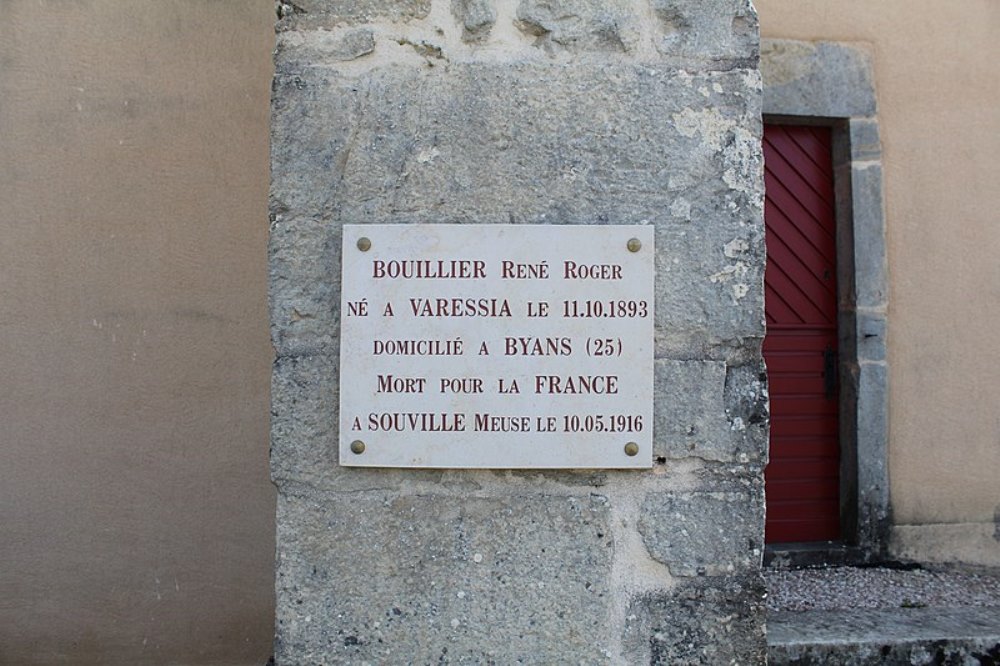 BOUILLIER RENÉ ROGER
NÉ A VARESSIA LE 11.10.1893
DOMICILIÉ A BYANS (25)
MORT POUR LA FRANCE
A SOUVILLE MEUSE LE 10.05.1916